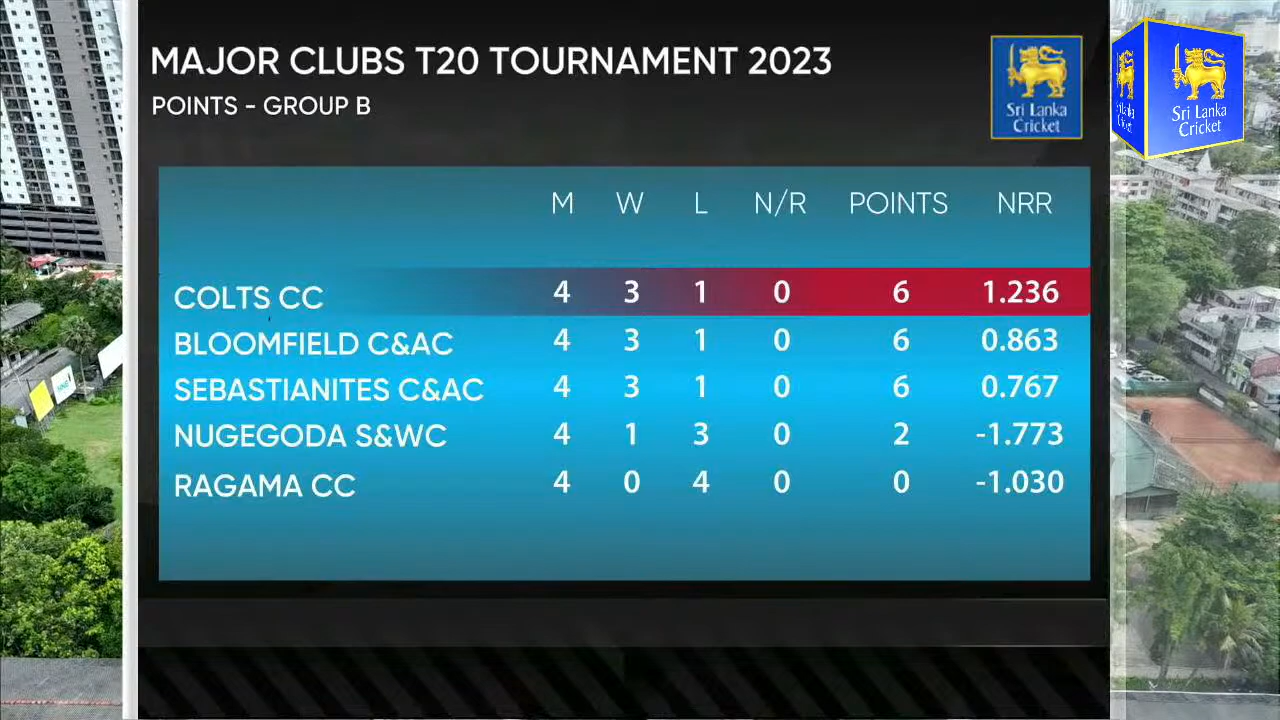 MAJOR CLUBS T20 TOURNAMENT 2023
POINTS - GROUP B
Sri Lanka
Cricket
Sri Lanka
Cricket
Sri Lanka
Cricket
M W L N/R POINTS NRR
COLTS CC 4 3 1 0 6 1.236
BLOOMFIELD C&AC 4 3 1 0 6 0.863
SEBASTIANITES C&AC 4 3 1 0 6 0.767
NUGEGODA S&WC 4 1 3 0 2 -1.773
RAGAMA CC 4 0 4 0 0 -1.030